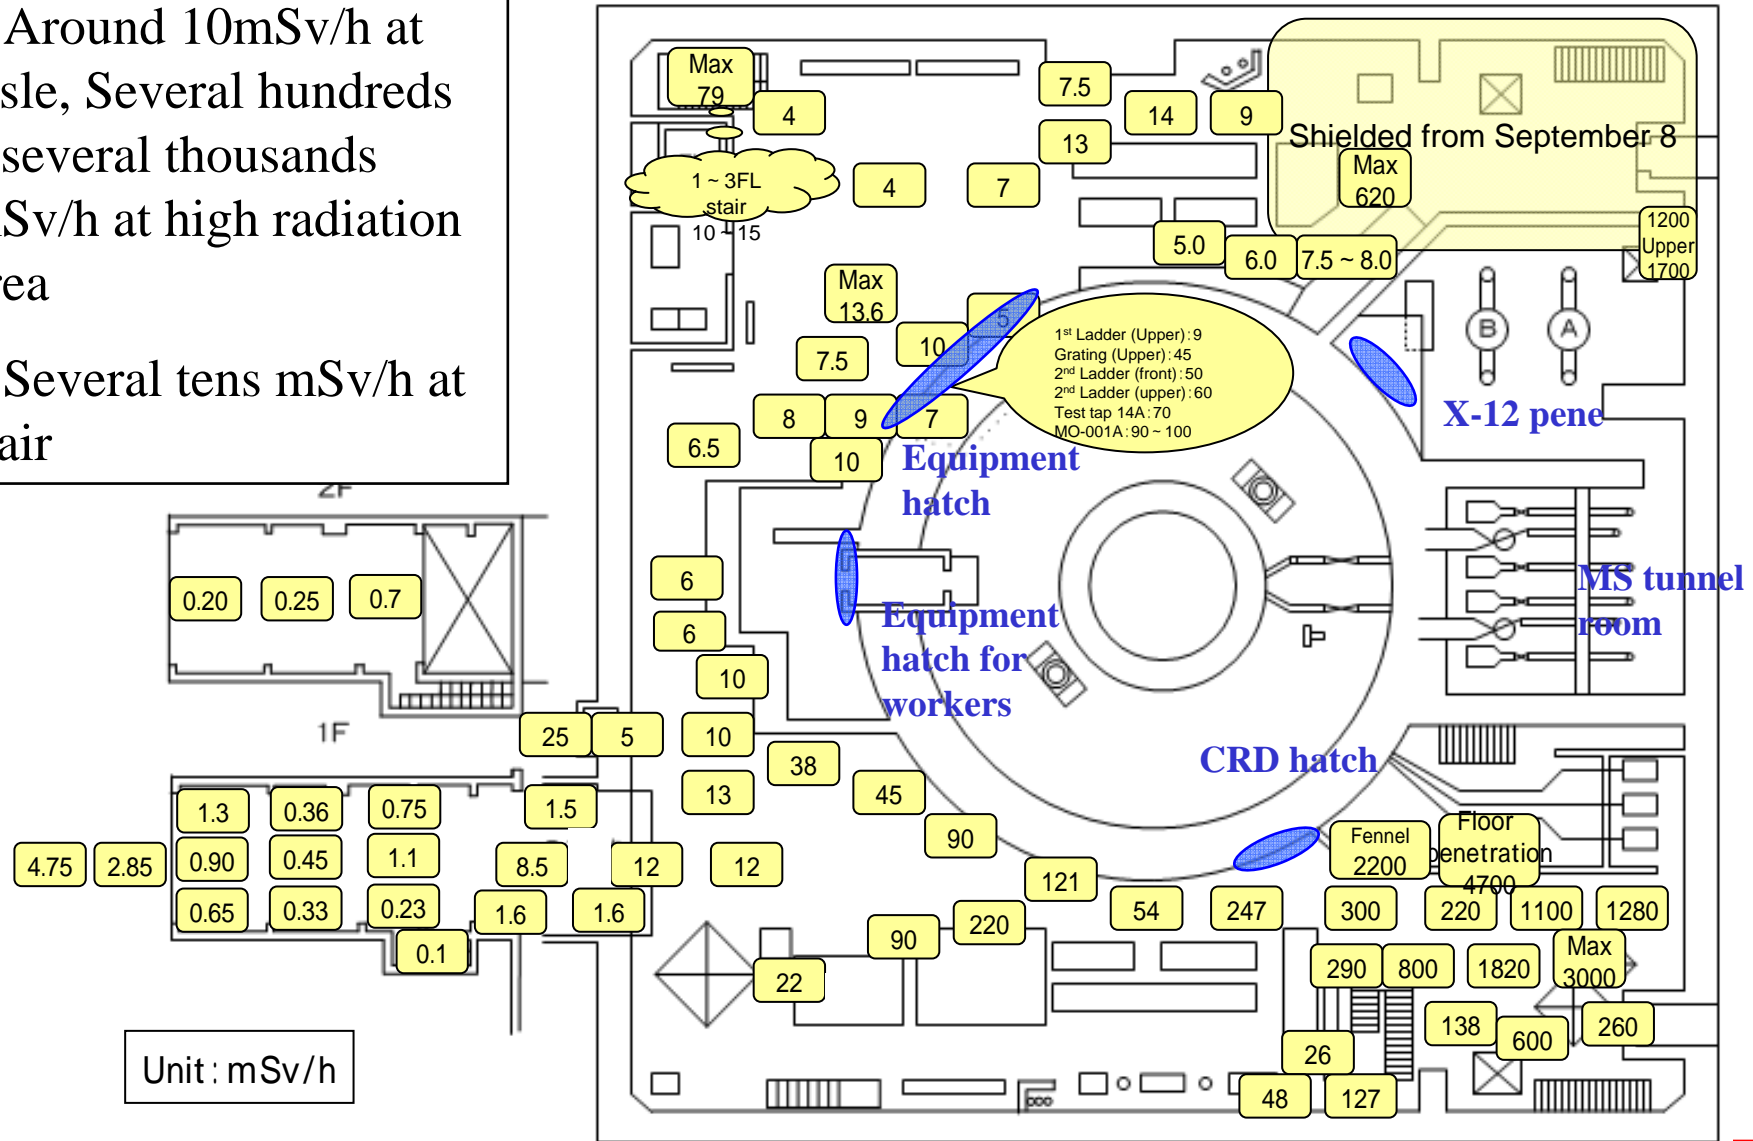 Around 10mSv/h at
sle, Several hundreds
several thousands
Sv/h at high radiation
rea
Several tens mSv/h at
air
Max
79
4
7.5
14
9
13
Shielded from September 8
Max
620
1 ~ 3FL
stair
10 ~ 15
4
7
5.0
6.0
7.5 ~ 8.0
1200
Upper
1700
Max
13.6
5
10
7.5
1st Ladder (Upper) : 9
Grating (Upper) : 45
2nd Ladder (front) : 50
2nd Ladder (upper) : 60
Test tap 14A : 70
MO-001A : 90 ~ 100
B
A
X-12 pene
8
9
7
6.5
10
Equipment
hatch
2F
0.20
0.25
0.7
6
6
10
Equipment
hatch for
workers
MS tunnel
room
1F
25
5
10
38
CRD hatch
13
45
90
1.3
0.36
0.75
1.5
4.75
2.85
0.90
0.45
1.1
8.5
12
12
0.65
0.33
0.23
1.6
1.6
0.1
Fennel
2200
Floor
penetration
4700
121
54
247
300
220
1100
1280
90
220
22
290
800
1820
Max
3000
138
600
260
26
48
127
Unit : mSv/h